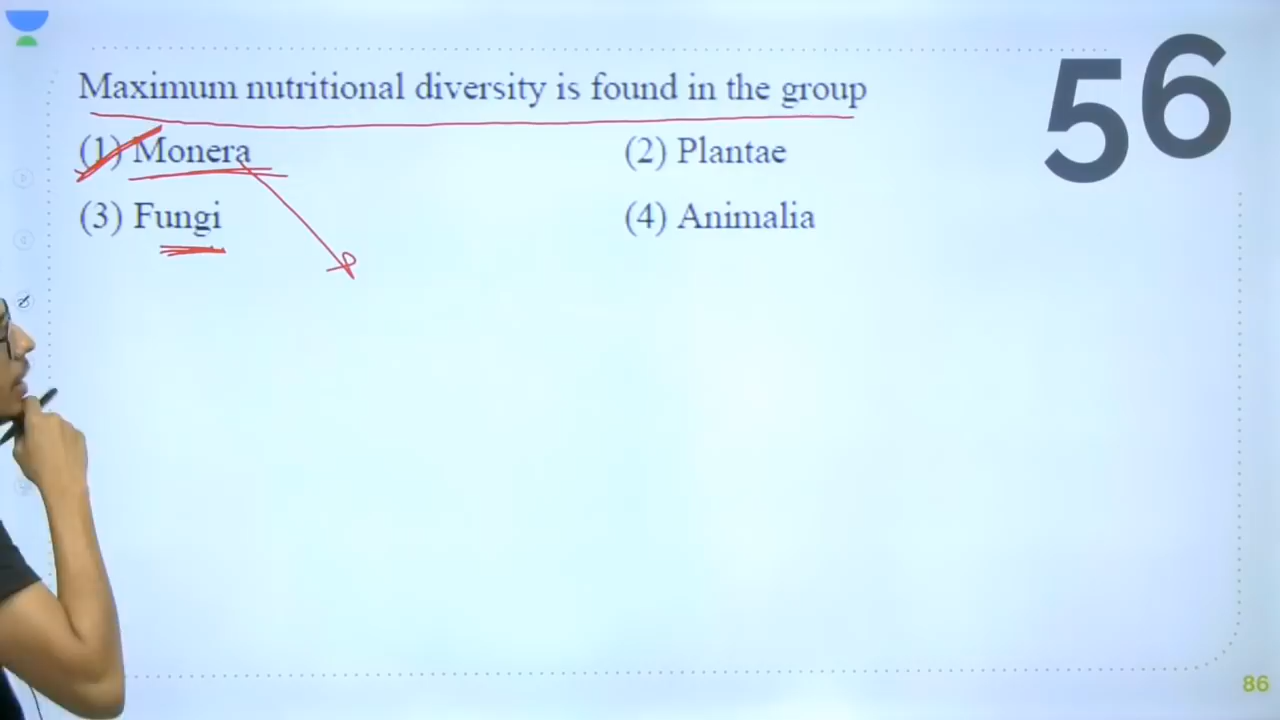 Maximum nutritional diversity is found in the group
(1) Monera (2) Plantae
(3) Fungi (4) Animalia
56
86